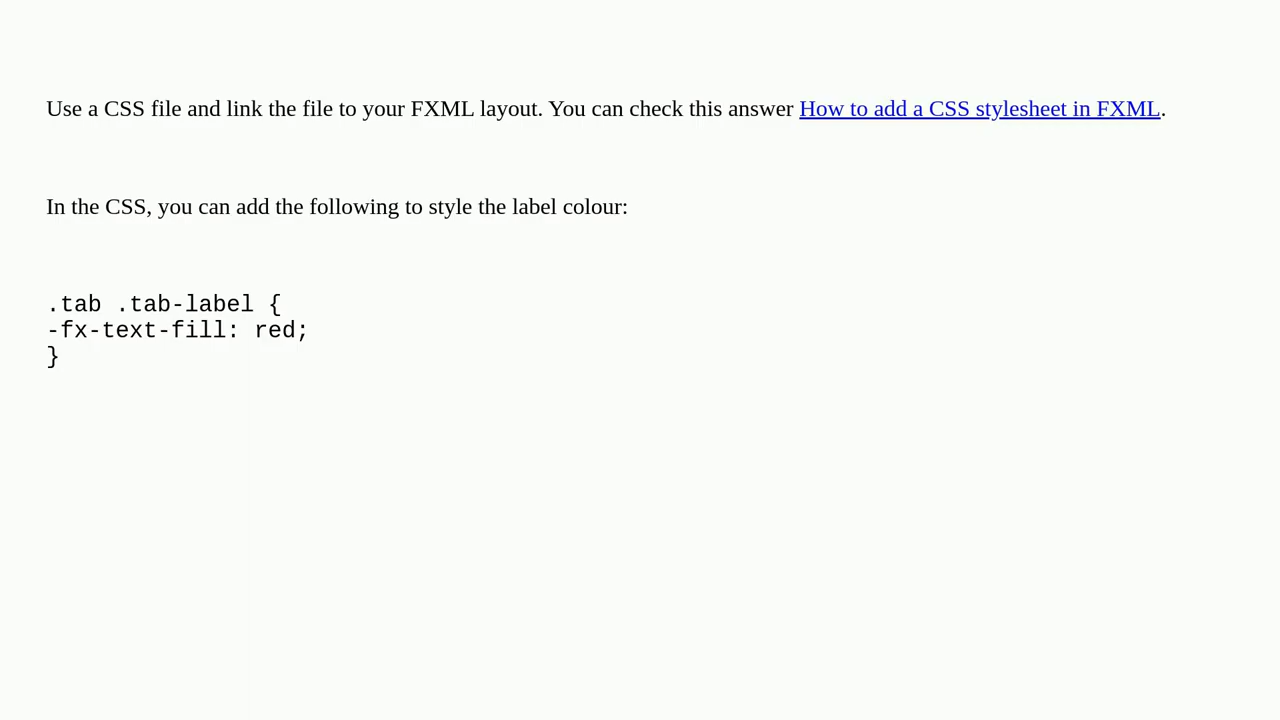 Use a CSS file and link the file to your FXML layout. You can check this answer How to add a CSS stylesheet in FXML.
In the CSS, you can add the following to style the label colour:
.tab .tab-label {
-fx-text-fill: red;
}